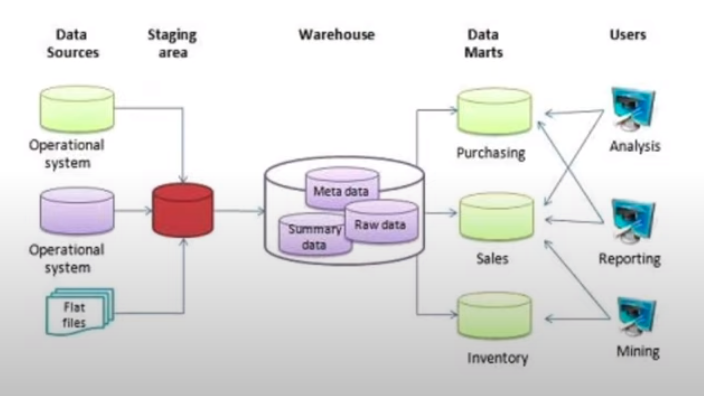 Data
Sources
Staging
area
Warehouse
Data
Marts
Users
Operational
system
Operational
system
Flat
files
Meta data
Summary
data
Raw data
Purchasing
Sales
Inventory
Analysis
Reporting
Mining